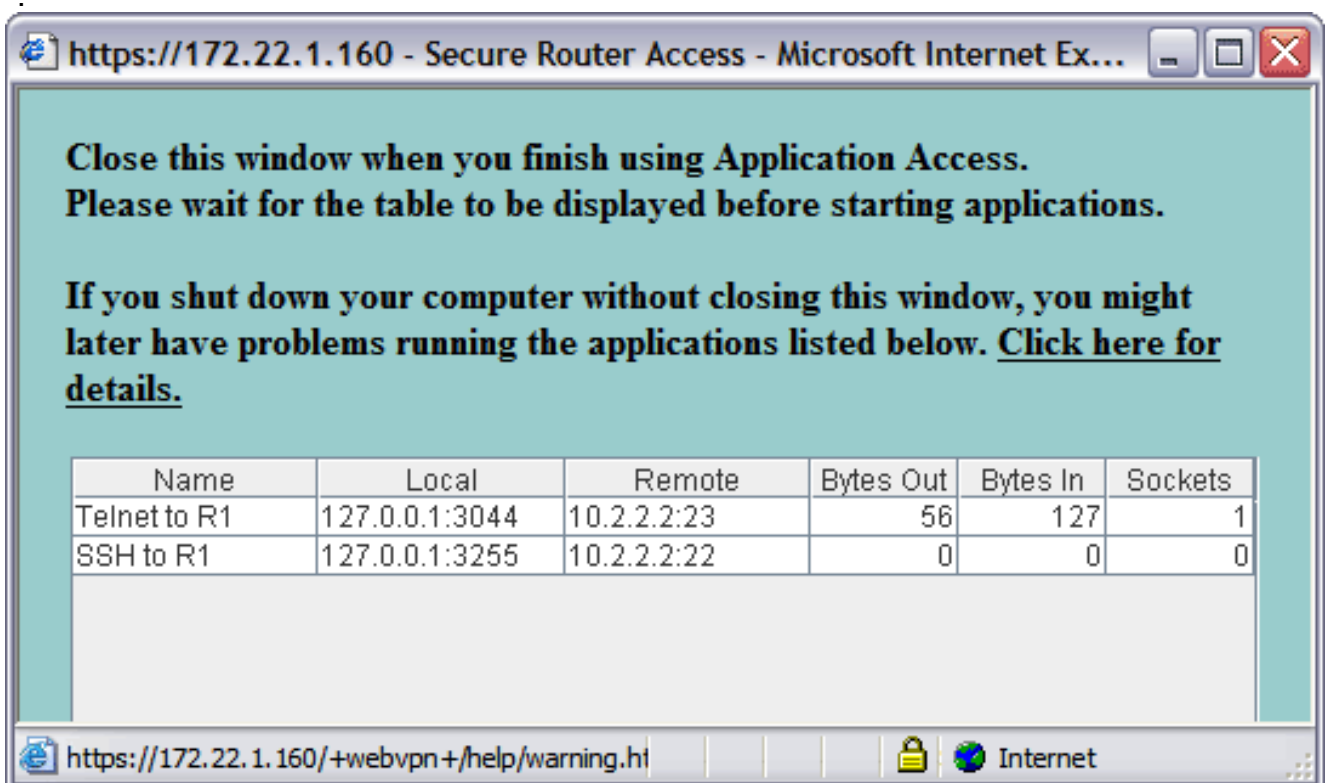 https://172.22.1.160 - Secure Router Access - Microsoft Internet Ex...
Close this window when you finish using Application Access.
Please wait for the table to be displayed before starting applications.
If you shut down your computer without closing this window, you might
later have problems running the applications listed below. Click here for
details.
Name Local Remote Bytes Out Bytes In Sockets
Telnet to R1 127.0.0.1:3044 10.2.2.2:23 56 127 1
SSH to R1 127.0.0.1:3255 10.2.2.2:22 0 0 0
https://172.22.1.160/+webvpn+/help/warning.ht Internet